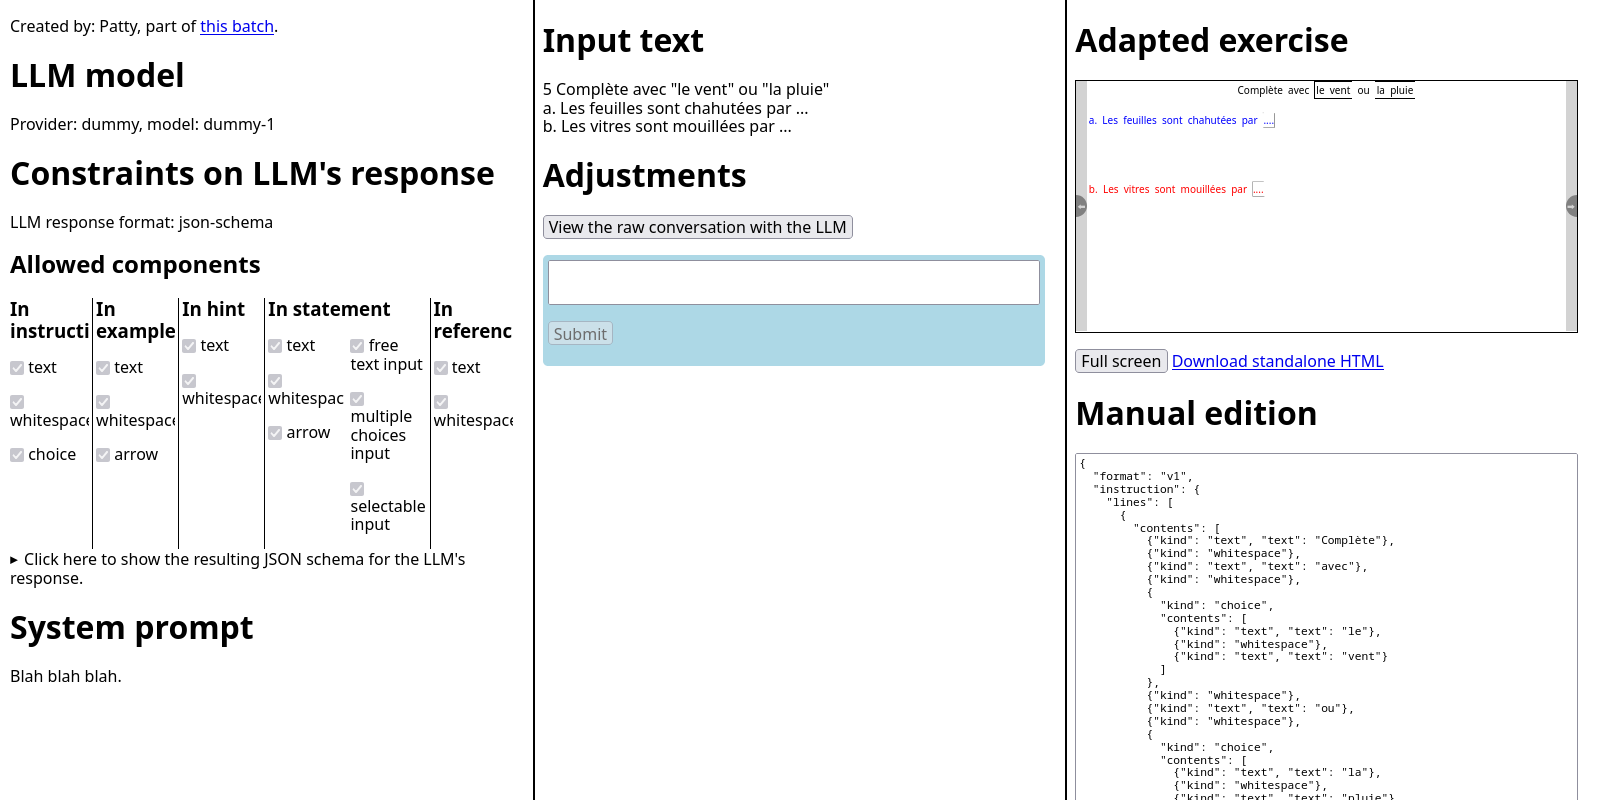 Created by: Patty, part of this batch.
LLM model
Provider: dummy, model: dummy-1
Constraints on LLM's response
LLM response format: json-schema
Allowed components
In
instructi
text
whitespace
choice
In
example
text
whitespace
arrow
In hint
text
whitespace
In statement
text
whitespac
arrow
free
text input
multiple
choices
input
selectable
input
In
referenc
text
whitespace
▸ Click here to show the resulting JSON schema for the LLM's
response.
System prompt
Blah blah blah.
Input text
5 Complète avec "le vent" ou "la pluie"
a. Les feuilles sont chahutées par ...
b. Les vitres sont mouillées par ...
Adjustments
View the raw conversation with the LLM
Submit
Adapted exercise
Complète avec le vent ou la pluie
a. Les feuilles sont chahutées par ....
b. Les vitres sont mouillées par ....
Full screen Download standalone HTML
Manual edition
{
"format": "v1",
"instruction": {
"lines": [
{
"contents": [
{"kind": "text", "text": "Complète"},
{"kind": "whitespace"},
{"kind": "text", "text": "avec"},
{"kind": "whitespace"},
{
"kind": "choice",
"contents": [
{"kind": "text", "text": "le"},
{"kind": "whitespace"},
{"kind": "text", "text": "vent"}
]
},
{"kind": "whitespace"},
{"kind": "text", "text": "ou"},
{"kind": "whitespace"},
{
"kind": "choice",
"contents": [
{"kind": "text", "text": "la"},
{"kind": "whitespace"},
{"kind": "text", "text": "pluie"}